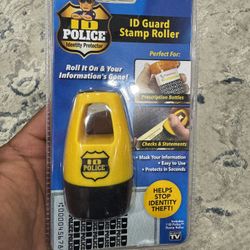 ID
POLICE
Identity Protector
ID Guard
Stamp Roller
Roll It On & Your
Information's Gone!
Perfect For:
Prescription Bottles
Checks & Statements
• Mask Your Information
• Easy to Use
• Protects in Seconds
ID
POLICE
HELPS
STOP
IDENTITY
THEFT!
TV